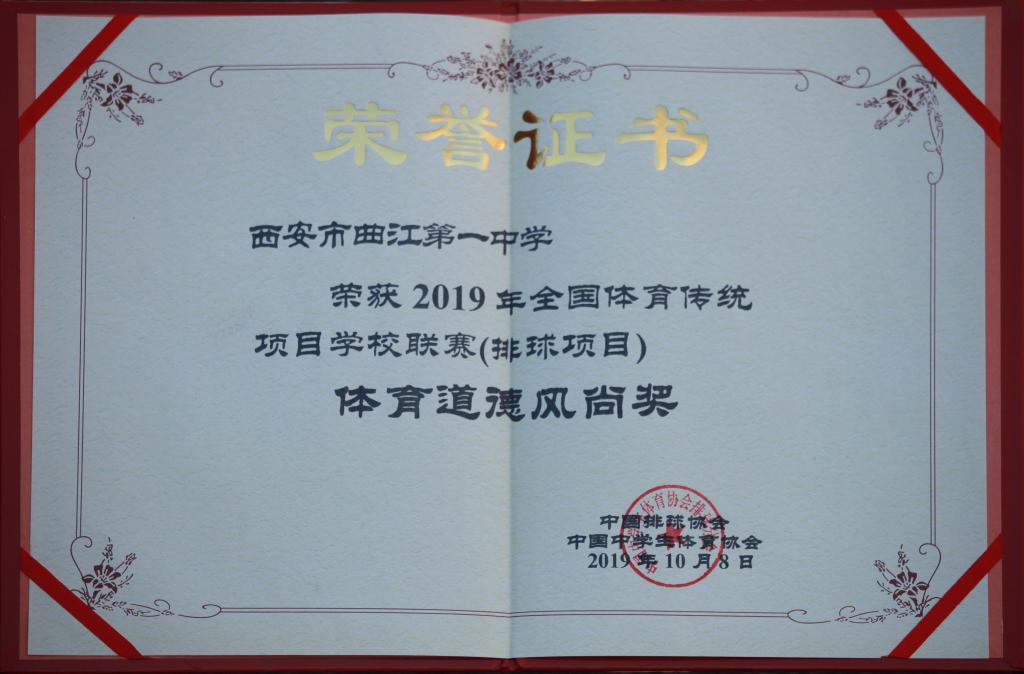 荣誉证书
西安市曲江第一中学
荣获 2019 年全国体育传统
项目学校联赛(排球项目)
体育道德风尚奖
中国排球协会
中国中学生体育协会
2019 年 10 月 8 日